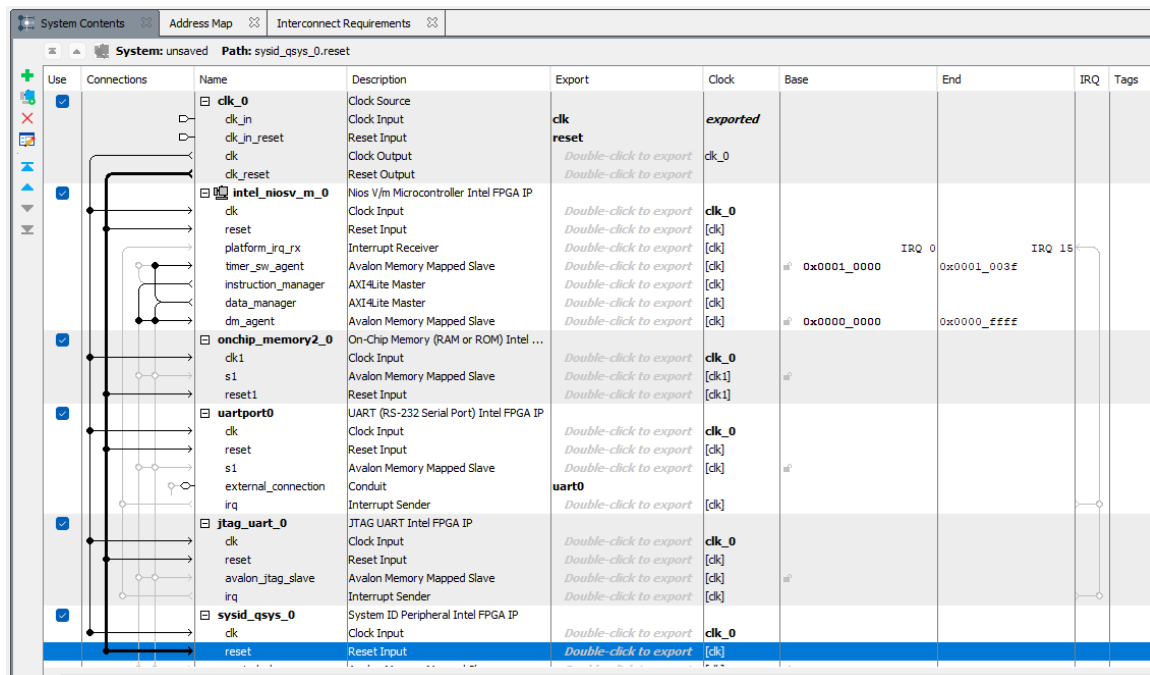 System Contents Address Map Interconnect Requirements
System: unsaved Path: sysid_qsys_0.reset
Use Connections Name Description Export Clock Base End IRQ Tags
clk_0 Clock Source
clk_in Clock Input clk exported
clk_in_reset Reset Input reset
clk Clock Output Double-click to export clk_0
clk_reset Reset Output Double-click to export
intel_niosv_m_0 Nios V/m Microcontroller Intel FPGA IP
clk Clock Input Double-click to export clk_0
reset Reset Input Double-click to export [clk]
platform_irq_rx Interrupt Receiver Double-click to export [clk] IRQ 0 IRQ 15
timer_sw_agent Avalon Memory Mapped Slave Double-click to export [clk] 0x0001_0000 0x0001_003f
instruction_manager AXI4Lite Master Double-click to export [clk]
data_manager AXI4Lite Master Double-click to export [clk]
dm_agent Avalon Memory Mapped Slave Double-click to export [clk] 0x0000_0000 0x0000_ffff
onchip_memory2_0 On-Chip Memory (RAM or ROM) Intel ...
clk1 Clock Input Double-click to export clk_0
s1 Avalon Memory Mapped Slave Double-click to export [clk1]
reset1 Reset Input Double-click to export [clk1]
uartport0 UART (RS-232 Serial Port) Intel FPGA IP
clk Clock Input Double-click to export clk_0
reset Reset Input Double-click to export [clk]
s1 Avalon Memory Mapped Slave Double-click to export [clk]
external_connection Conduit uart0
irq Interrupt Sender Double-click to export [clk]
jtag_uart_0 JTAG UART Intel FPGA IP
clk Clock Input Double-click to export clk_0
reset Reset Input Double-click to export [clk]
avalon_jtag_slave Avalon Memory Mapped Slave Double-click to export [clk]
irq Interrupt Sender Double-click to export [clk]
sysid_qsys_0 System ID Peripheral Intel FPGA IP
clk Clock Input Double-click to export clk_0
reset Reset Input Double-click to export [clk]